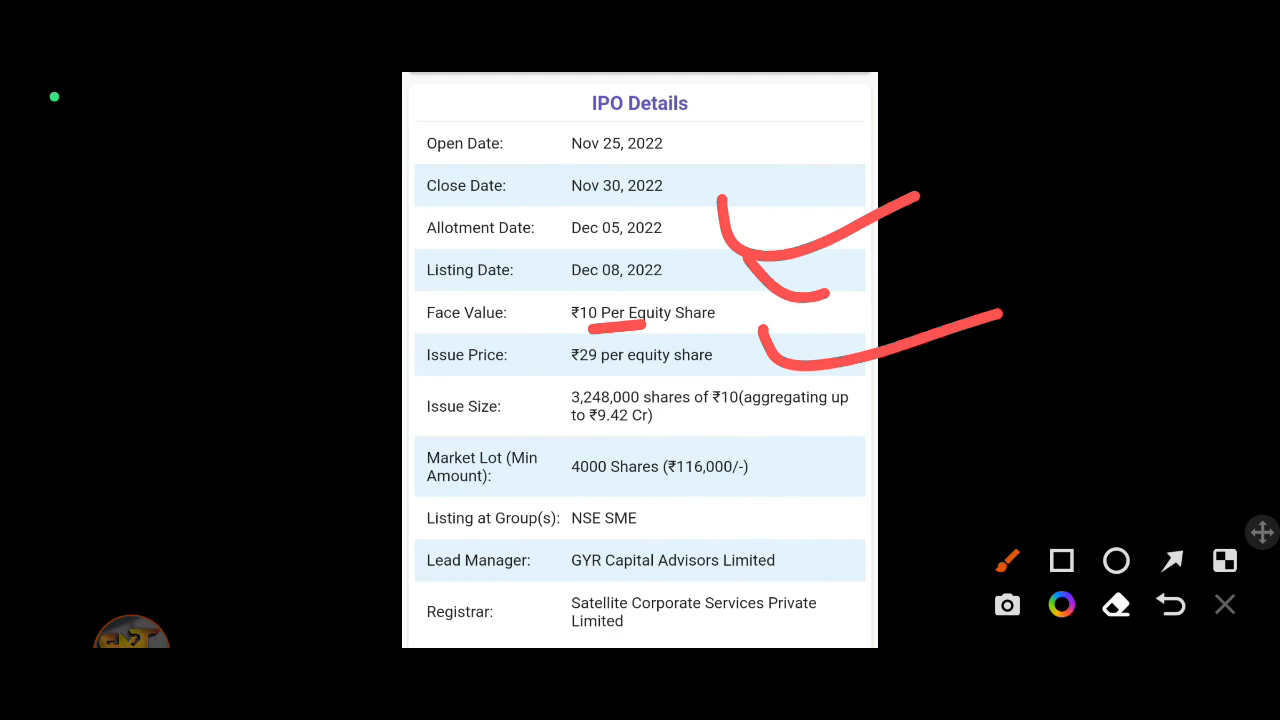 IPO Details
Open Date: Nov 25, 2022
Close Date: Nov 30, 2022
Allotment Date: Dec 05, 2022
Listing Date: Dec 08, 2022
Face Value: ₹10 Per Equity Share
Issue Price: ₹29 per equity share
Issue Size: 3,248,000 shares of ₹10(aggregating up
to ₹9.42 Cr)
Market Lot (Min
Amount): 4000 Shares (₹116,000/-)
Listing at Group(s): NSE SME
Lead Manager: GYR Capital Advisors Limited
Registrar: Satellite Corporate Services Private
Limited